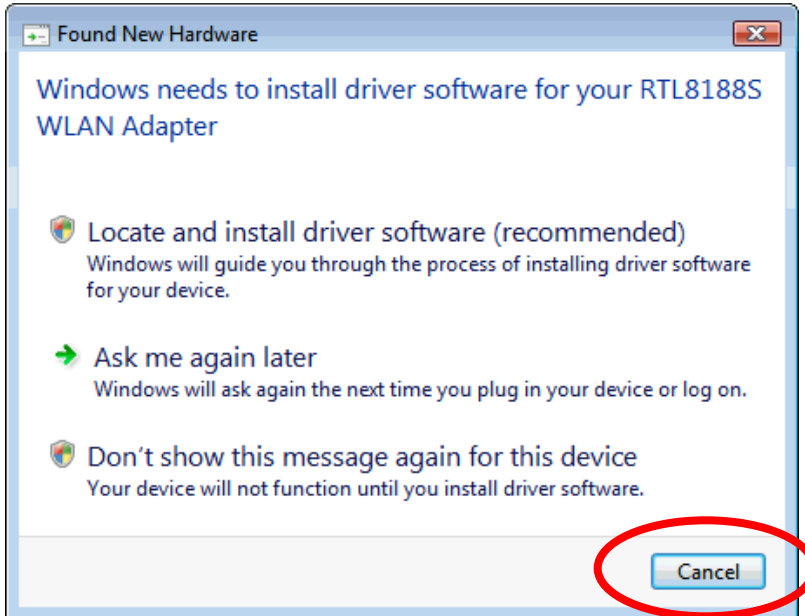 Found New Hardware
Windows needs to install driver software for your RTL8188S
WLAN Adapter
Locate and install driver software (recommended)
Windows will guide you through the process of installing driver software
for your device.
Ask me again later
Windows will ask again the next time you plug in your device or log on.
Don't show this message again for this device
Your device will not function until you install driver software.
Cancel